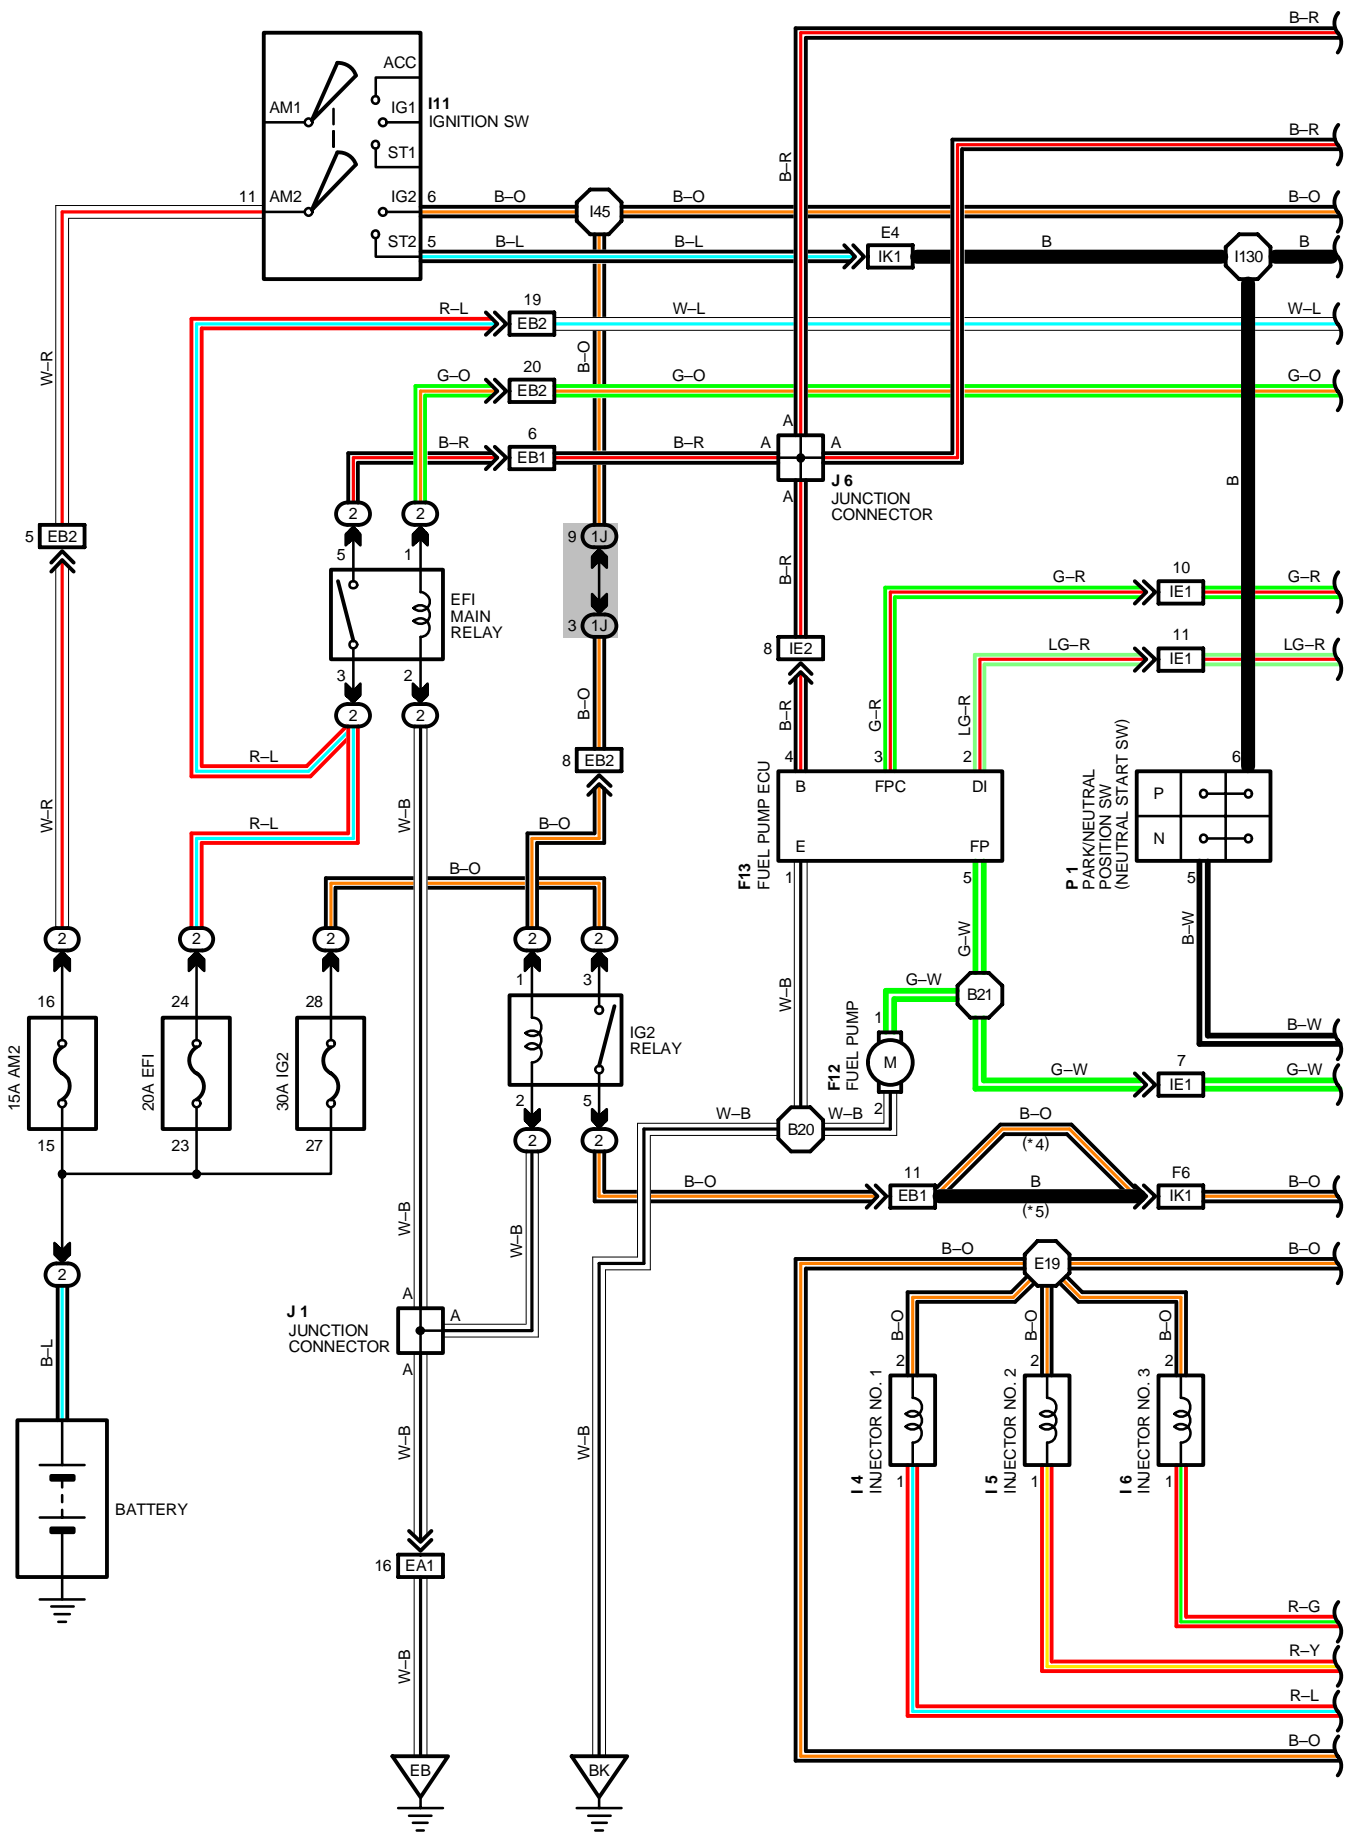 B–R
ACC
AM1
IG1
I11
IGNITION SW
ST1
B–R
B–R
11
AM2
IG2
6
B–O
I45
B–O
B–O
ST2
5
B–L
B–L
E4
IK1
B
I130
B
R–L
19
EB2
W–L
W–L
W–R
B–O
G–O
20
EB2
G–O
G–O
B–R
6
EB1
B–R
A
A
A
A
J 6
JUNCTION
CONNECTOR
B
2
2
5
EB2
5
1
9
1J
B–R
G–R
10
IE1
G–R
EFI
MAIN
RELAY
3
1J
8
IE2
LG–R
11
IE1
LG–R
3
2
2
2
B–O
B–R
G–R
LG–R
R–L
8
EB2
4
3
2
6
W–R
W–B
B
FPC
DI
F13
FUEL PUMP ECU
P 1
PARK/NEUTRAL
POSITION SW
(NEUTRAL START SW)
P
N
R–L
B–O
E
FP
B–O
1
5
5
2
2
2
2
2
G–W
B–W
16
24
28
1
3
W–B
G–W
B21
15A AM2
20A EFI
30A IG2
IG2
RELAY
F12
FUEL PUMP
1
M
B–W
G–W
7
IE1
G–W
2
5
2
15
23
27
2
2
W–B
B20
W–B
B–O
(*4)
B–O
11
EB1
B
(*5)
F6
IK1
B–O
W–B
W–B
2
B–O
E19
B–O
J 1
JUNCTION
CONNECTOR
A
A
A
B–L
B–O
B–O
B–O
2
2
2
I 4
INJECTOR NO. 1
I 5
INJECTOR NO. 2
I 6
INJECTOR NO. 3
1
1
1
W–B
W–B
BATTERY
16
EA1
W–B
R–G
R–Y
R–L
B–O
EB
BK